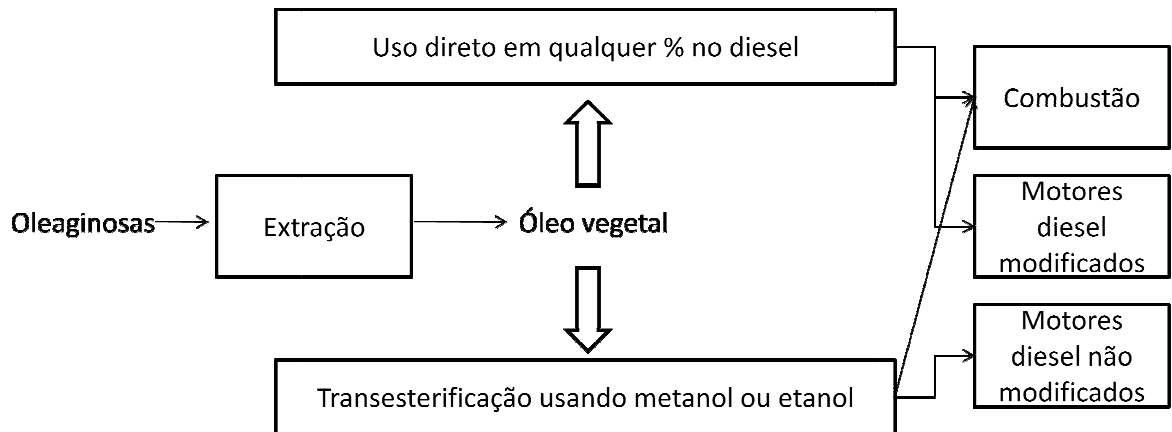 Uso direto em qualquer % no diesel
Combustão
Oleaginosas
Extração
Óleo vegetal
Motores
diesel
modificados
Motores
diesel não
modificados
Transesterificação usando metanol ou etanol